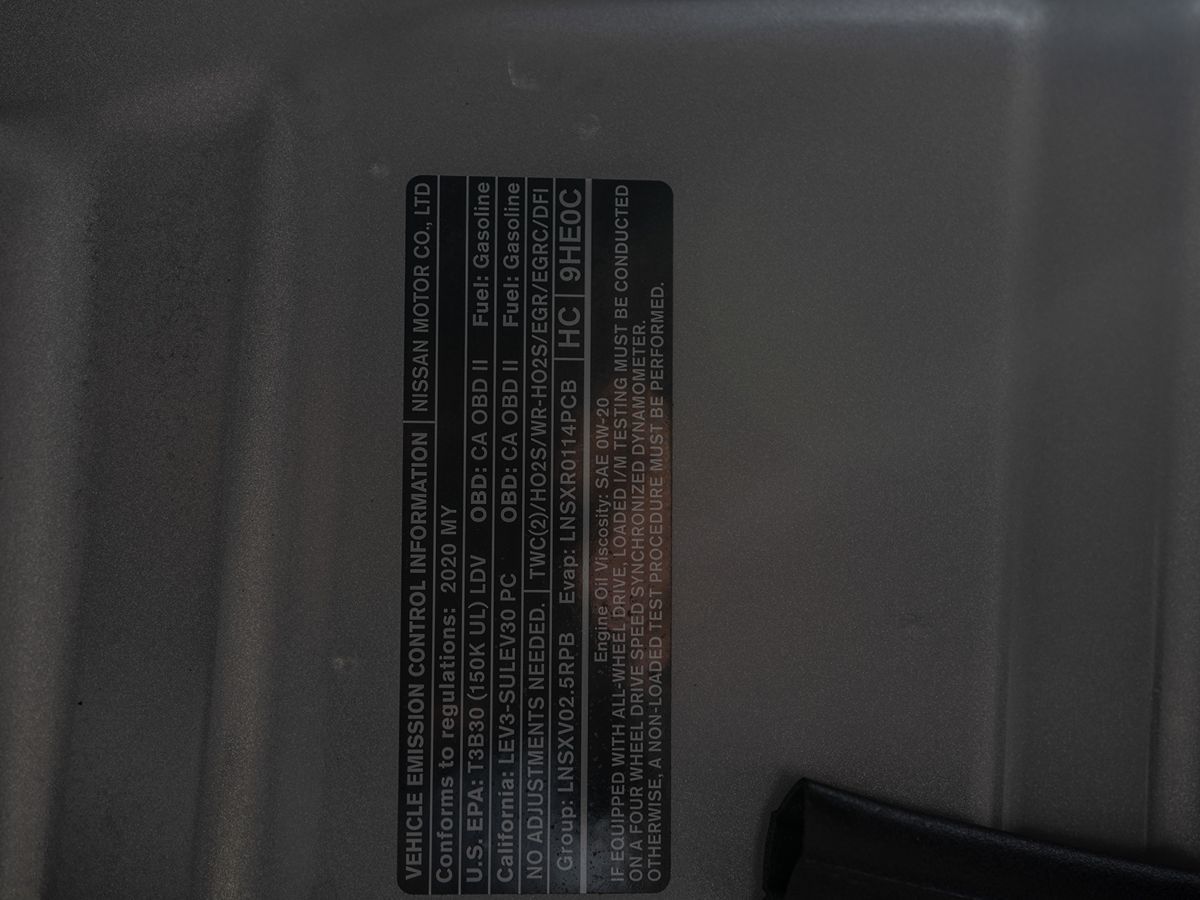 VEHICLE EMISSION CONTROL INFORMATION NISSAN MOTOR CO., LTD
Conforms to regulations: 2020 MY
U.S. EPA: T3B30 (150K UL) LDV OBD: CA OBD II Fuel: Gasoline
California: LEV3-SULEV30 PC OBD: CA OBD II Fuel: Gasoline
NO ADJUSTMENTS NEEDED. TWC(2)/HO2S/WR-HO2S/EGR/EGRC/DFI
Group: LNSXV02.5RPB Evap: LNSXR0114PCB HC 9HE0C
Engine Oil Viscosity: SAE 0W-20
IF EQUIPPED WITH ALL-WHEEL DRIVE, LOADED I/M TESTING MUST BE CONDUCTED
ON A FOUR WHEEL DRIVE SPEED SYNCHRONIZED DYNAMOMETER.
OTHERWISE, A NON-LOADED TEST PROCEDURE MUST BE PERFORMED.